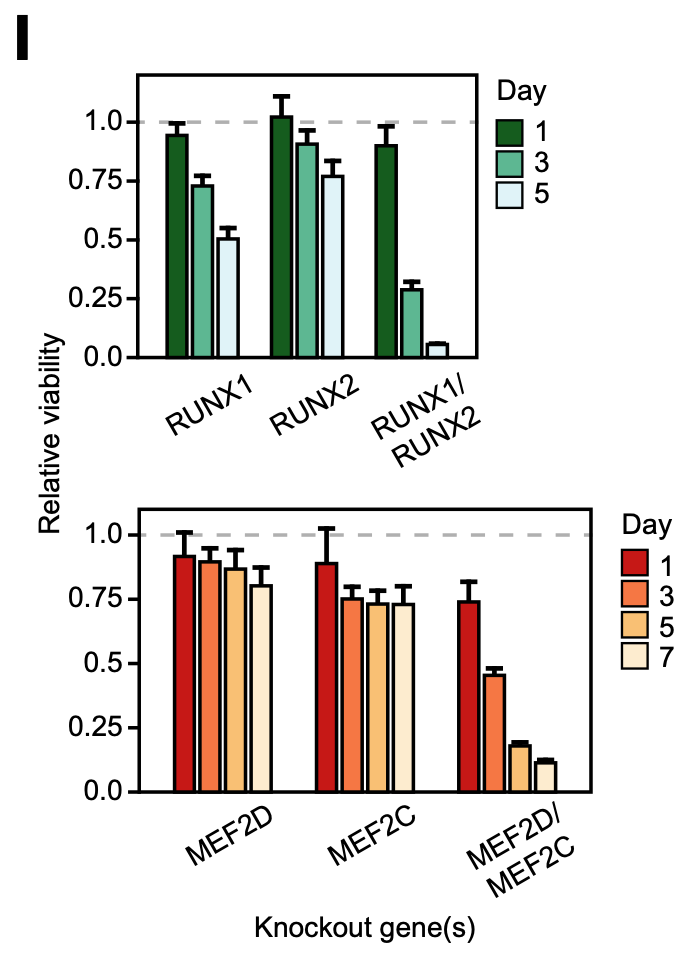 I
Relative viability
1.0
0.75
0.5
0.25
0.0
RUNX1
RUNX2
RUNX1/
RUNX2
Day
1
3
5
1.0
0.75
0.5
0.25
0.0
MEF2D
MEF2C
MEF2D/
MEF2C
Day
1
3
5
7
Knockout gene(s)